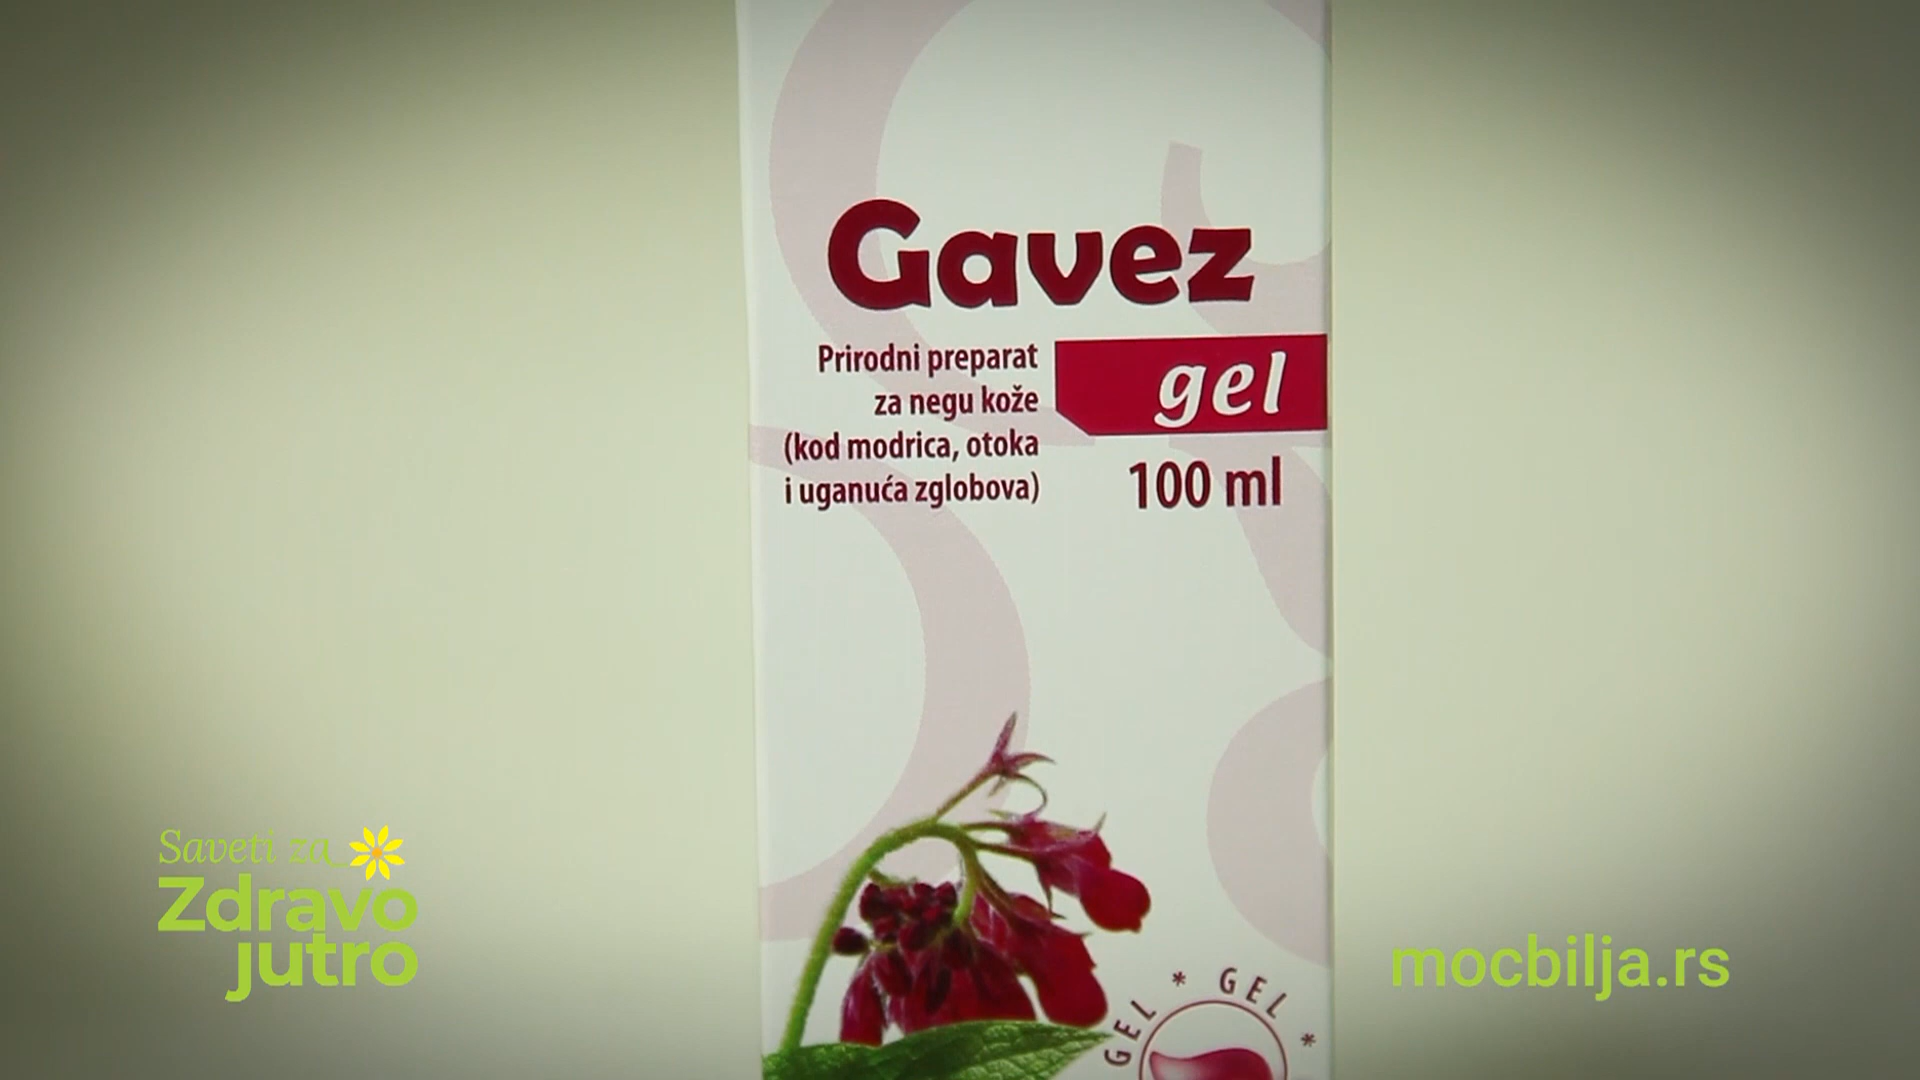 Gavez
Prirodni preparat
za negu kože
(kod modrica, otoka
i uganuća zglobova)
gel
100 ml
GEL * GEL *
Saveti za
Zdravo
jutro
mocbilja.rs